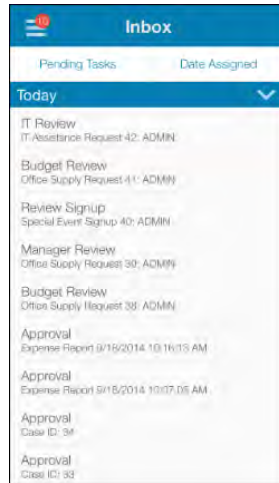 10
Inbox
Pending Tasks Date Assigned
Today
IT Review
IT Assistance Request 42: ADMIN
Budget Review
Office Supply Request 41: ADMIN
Review Signup
Special Event Signup 40: ADMIN
Manager Review
Office Supply Request 30: ADMIN
Budget Review
Office Supply Request 38: ADMIN
Approval
Expense Report 9/18/2014 10:16:13 AM
Approval
Expense Report 9/18/2014 10:07:05 AM
Approval
Case ID: 34
Approval
Case ID: 33